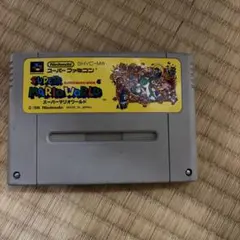 Nintendo SHVC-MW
スーパーファミコン
SUPER
MARIO WORLD
スーパーマリオワールド
Nintendo
MADE IN JAPAN